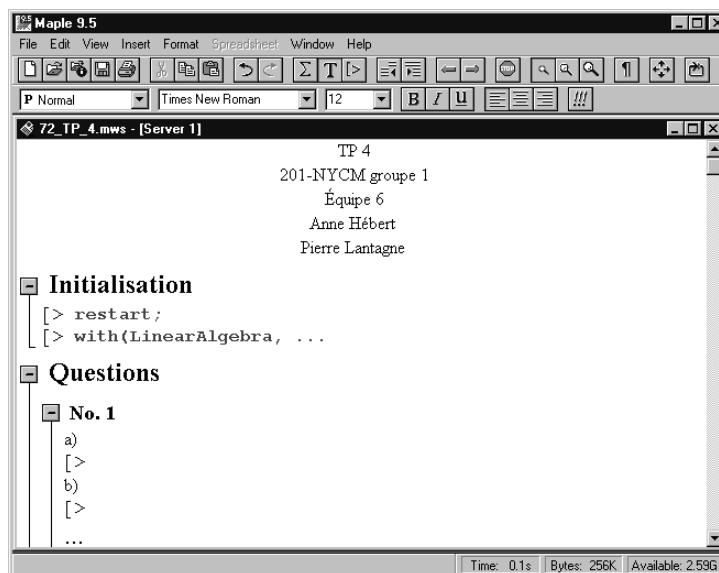 Maple 9.5
File Edit View Insert Format Spreadsheet Window Help
P Normal Times New Roman 12 B I U !!!
72_TP_4.mws - [Server 1]
TP 4
201-NYCM groupe 1
Équipe 6
Anne Hébert
Pierre Lantagne
Initialisation
[> restart;
[> with(LinearAlgebra, ...
Questions
No. 1
a)
[>
b)
[>
...
Time: 0.1s Bytes: 256K Available: 2.59G